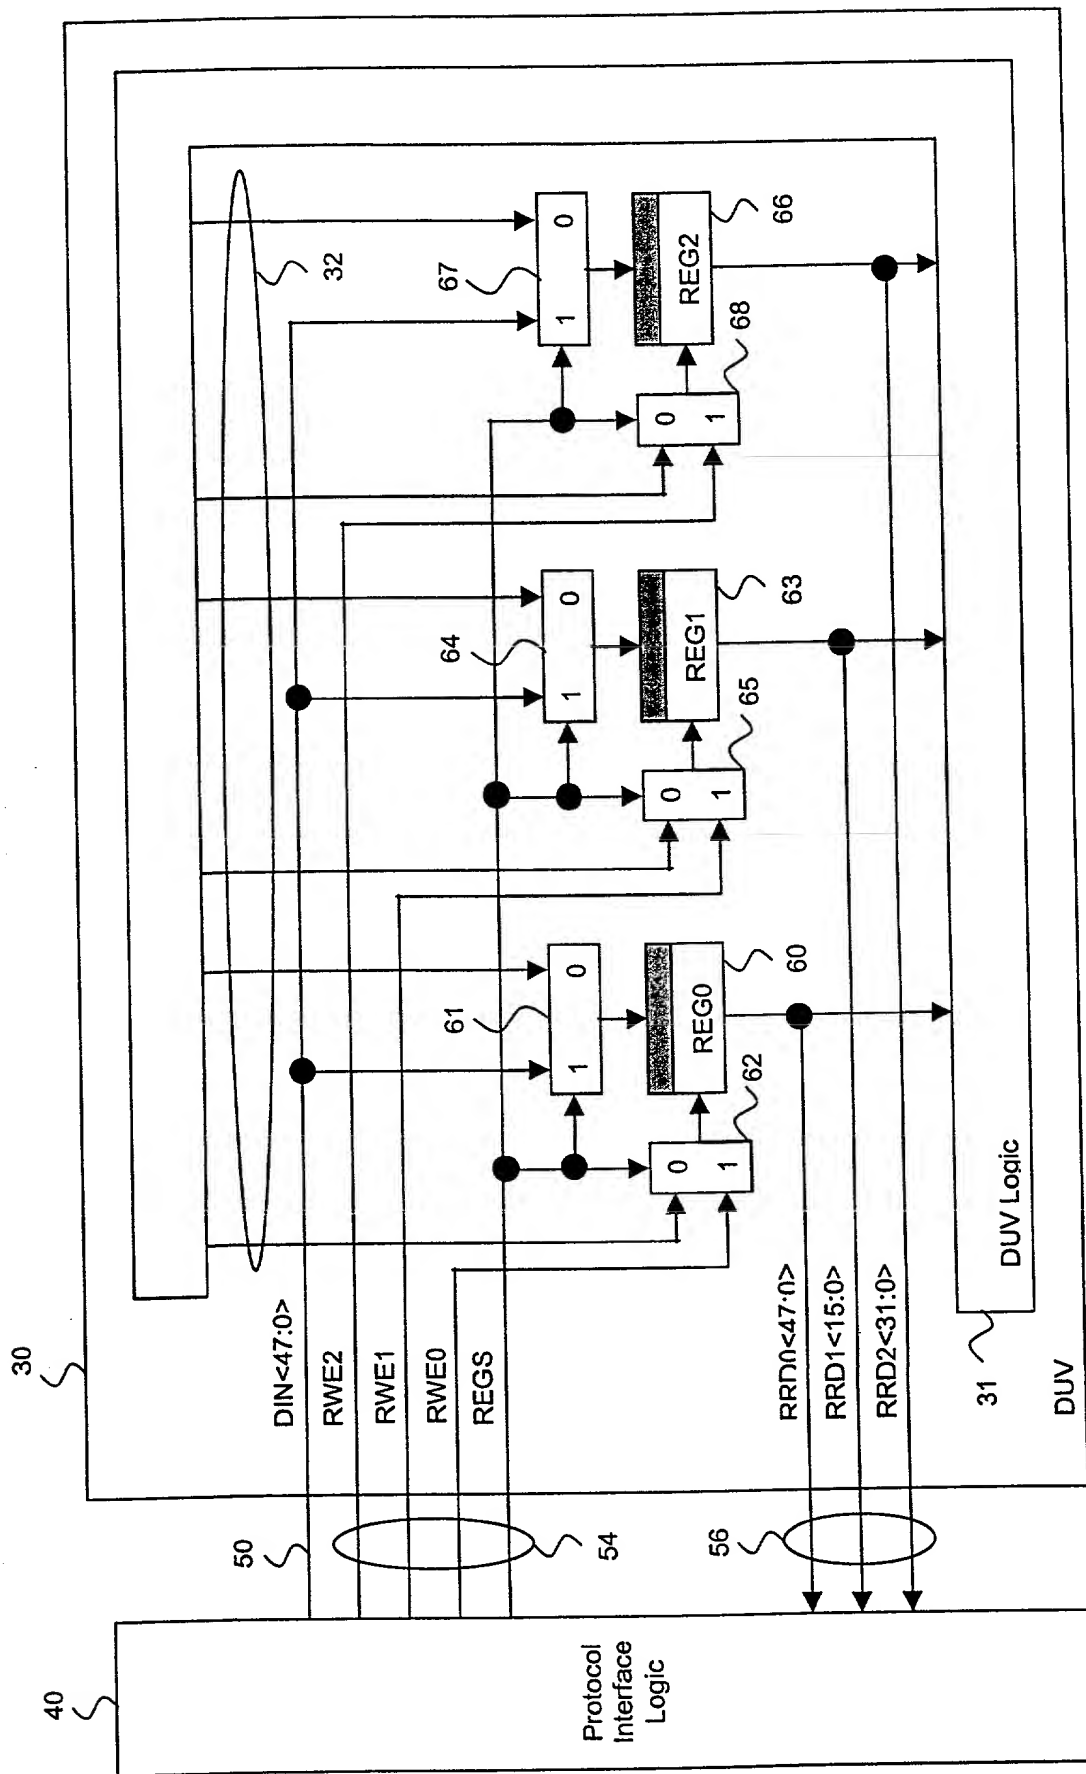 40
Protocol
Interface
Logic
50
54
56
30
DIN<47:0>
RWE2
RWE1
RWE0
REGS
RRD0<47:0>
RRD1<15:0>
RRD2<31:0>
31
DUV
DUV Logic
32
61
1 0
0
1
62
REG0
60
64
1 0
0
1
65
REG1
63
67
1 0
0
1
68
REG2
66